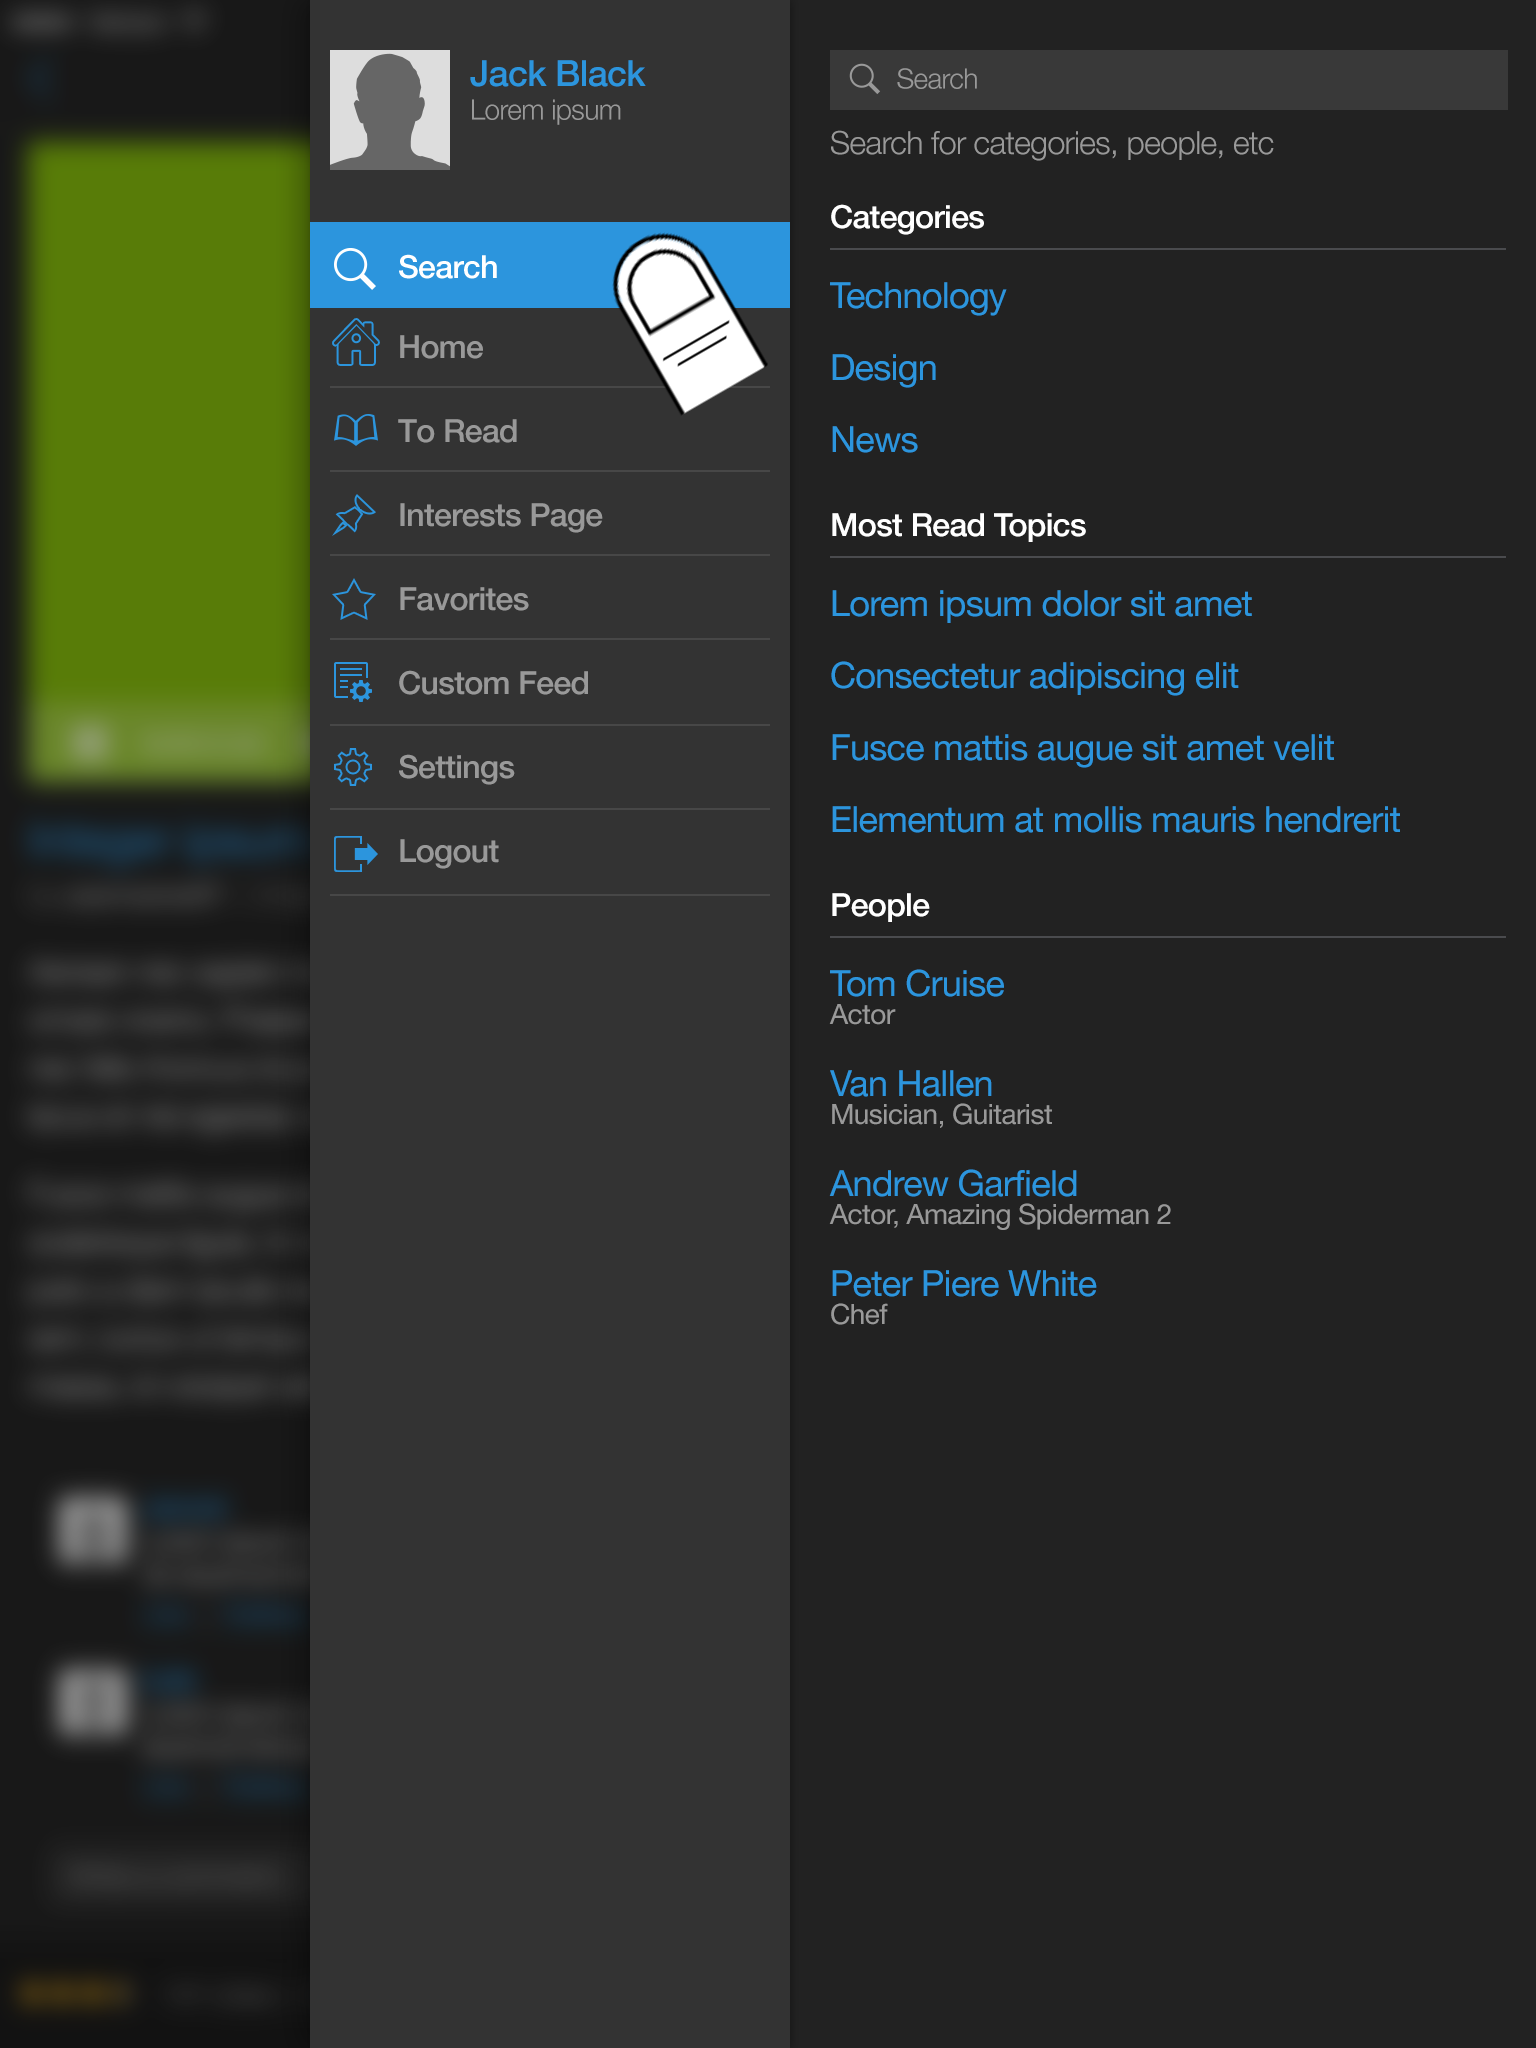 Jack Black
Lorem ipsum
Search
Home
To Read
Interests Page
Favorites
Custom Feed
Settings
Logout
Search
Search for categories, people, etc
Categories
Technology
Design
News
Most Read Topics
Lorem ipsum dolor sit amet
Consectetur adipiscing elit
Fusce mattis augue sit amet velit
Elementum at mollis mauris hendrerit
People
Tom Cruise
Actor
Van Hallen
Musician, Guitarist
Andrew Garfield
Actor, Amazing Spiderman 2
Peter Piere White
Chef